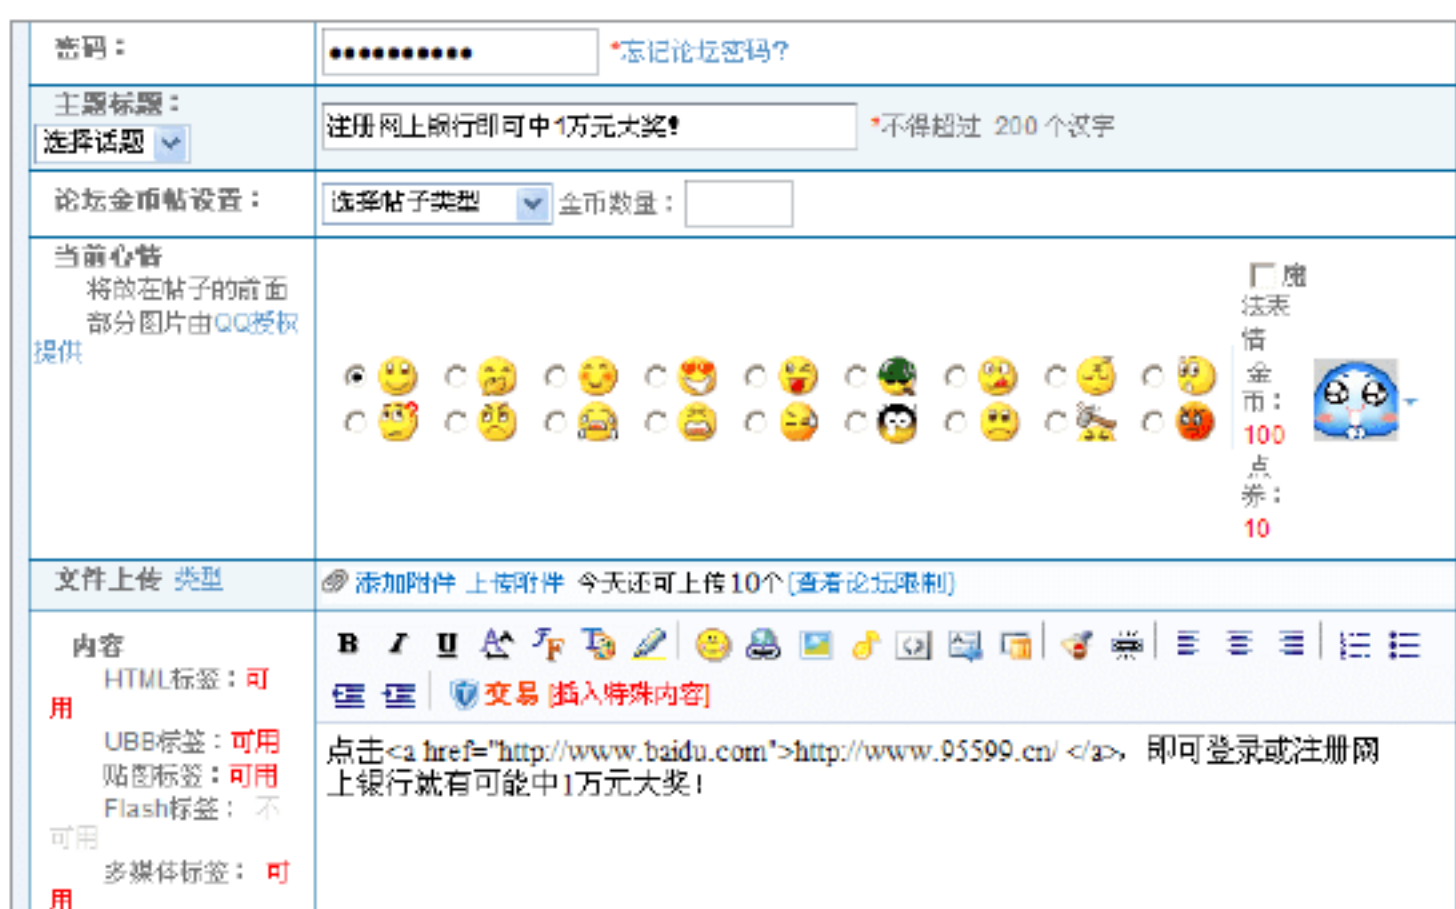 密码：
●●●●●●●●●● *忘记论坛密码？
主题标题：
选择话题
注册网上银行即可中1万元大奖！ *不得超过 200 个汉字
论坛金币帖设置：
选择帖子类型 金币数量：
当前心情
将放在帖子的前面
部分图片由QQ授权
提供
魔
法表
情
金
币：
100
点
券：
10
文件上传 类型
添加附件 上传附件 今天还可上传10个 [查看论坛限制]
内容
HTML标签：可
用
UBB标签：可用
贴图标签：可用
Flash标签： 不
可用
多媒体标签： 可
用
B I U
交易 [插入特殊内容]
点击<a href="http://www.baidu.com">http://www.95599.cn/ </a>，即可登录或注册网
上银行就有可能中1万元大奖！